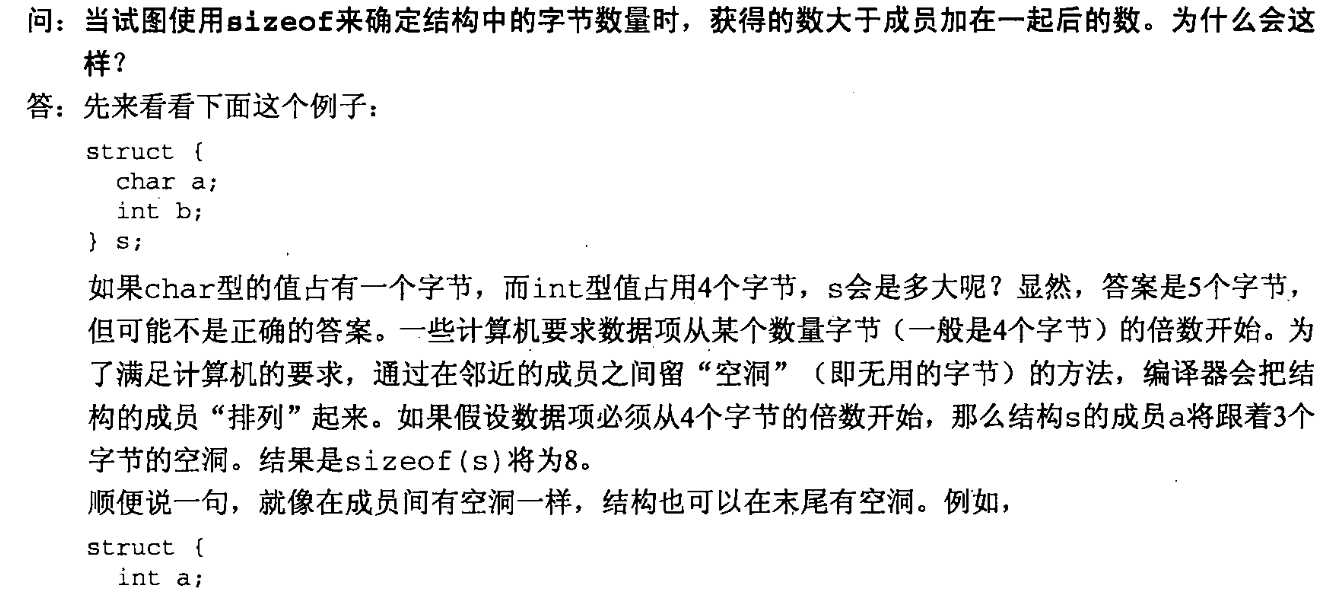 问：当试图使用sizeof来确定结构中的字节数量时，获得的数大于成员加在一起后的数。为什么会这
样？
答：先来看看下面这个例子：
struct {
  char a;
  int b;
} s;
如果char型的值占有一个字节，而int型值占用4个字节，s会是多大呢？显然，答案是5个字节，
但可能不是正确的答案。一些计算机要求数据项从某个数量字节（一般是4个字节）的倍数开始。为
了满足计算机的要求，通过在邻近的成员之间留“空洞”（即无用的字节）的方法，编译器会把结
构的成员“排列”起来。如果假设数据项必须从4个字节的倍数开始，那么结构s的成员a将跟着3个
字节的空洞。结果是sizeof(s)将为8。
顺便说一句，就像在成员间有空洞一样，结构也可以在末尾有空洞。例如，
struct {
  int a;